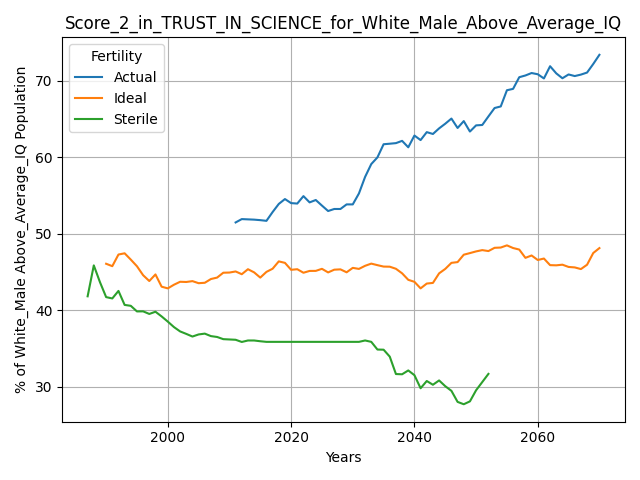 Score_2_in_TRUST_IN_SCIENCE_for_White_Male_Above_Average_IQ
Fertility
Actual
Ideal
Sterile
% of White_Male Above_Average_IQ Population
70
60
50
40
30
2000 2020 2040 2060
Years